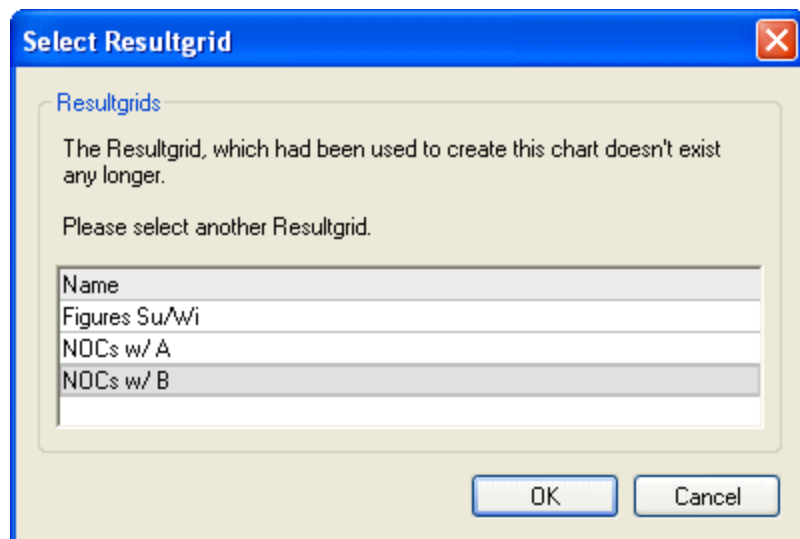 Select Resultgrid
Resultgrids
The Resultgrid, which had been used to create this chart doesn't exist
any longer.
Please select another Resultgrid.
Name
Figures Su/Wi
NOCs w/ A
NOCs w/ B
OK Cancel